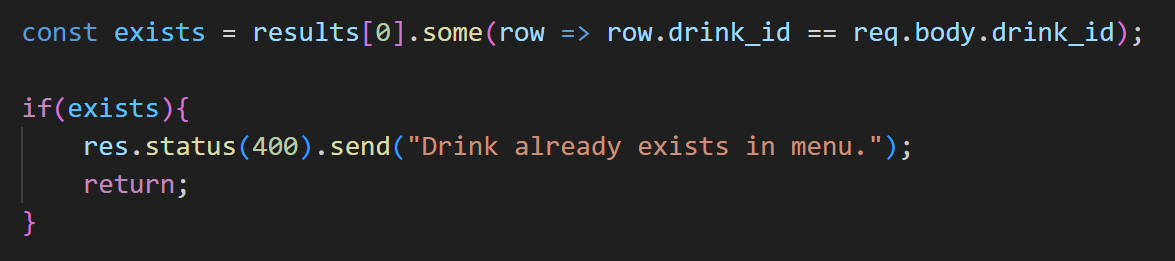 const exists = results[0].some(row => row.drink_id == req.body.drink_id);
if(exists){
res.status(400).send("Drink already exists in menu.");
return;
}